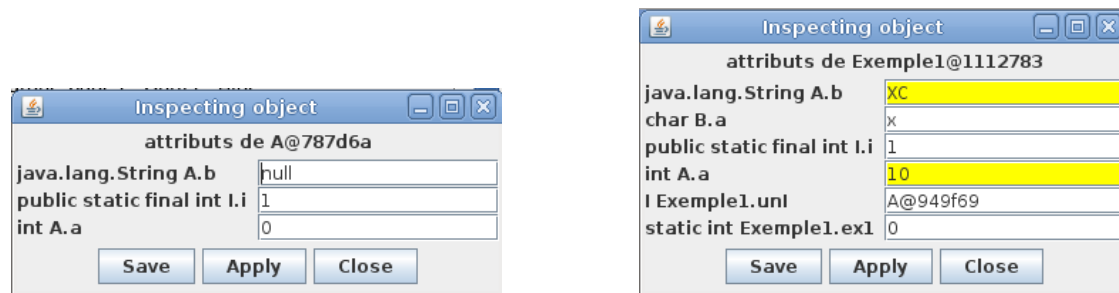 Inspecting object
attributs de A@787d6a
java.lang.String A.b null
public static final int I.i 1
int A.a 0
Save Apply Close
Inspecting object
attributs de Exemple1@1112783
java.lang.String A.b XC
char B.a x
public static final int I.i 1
int A.a 10
I Exemple1.unI A@949f69
static int Exemple1.ex1 0
Save Apply Close